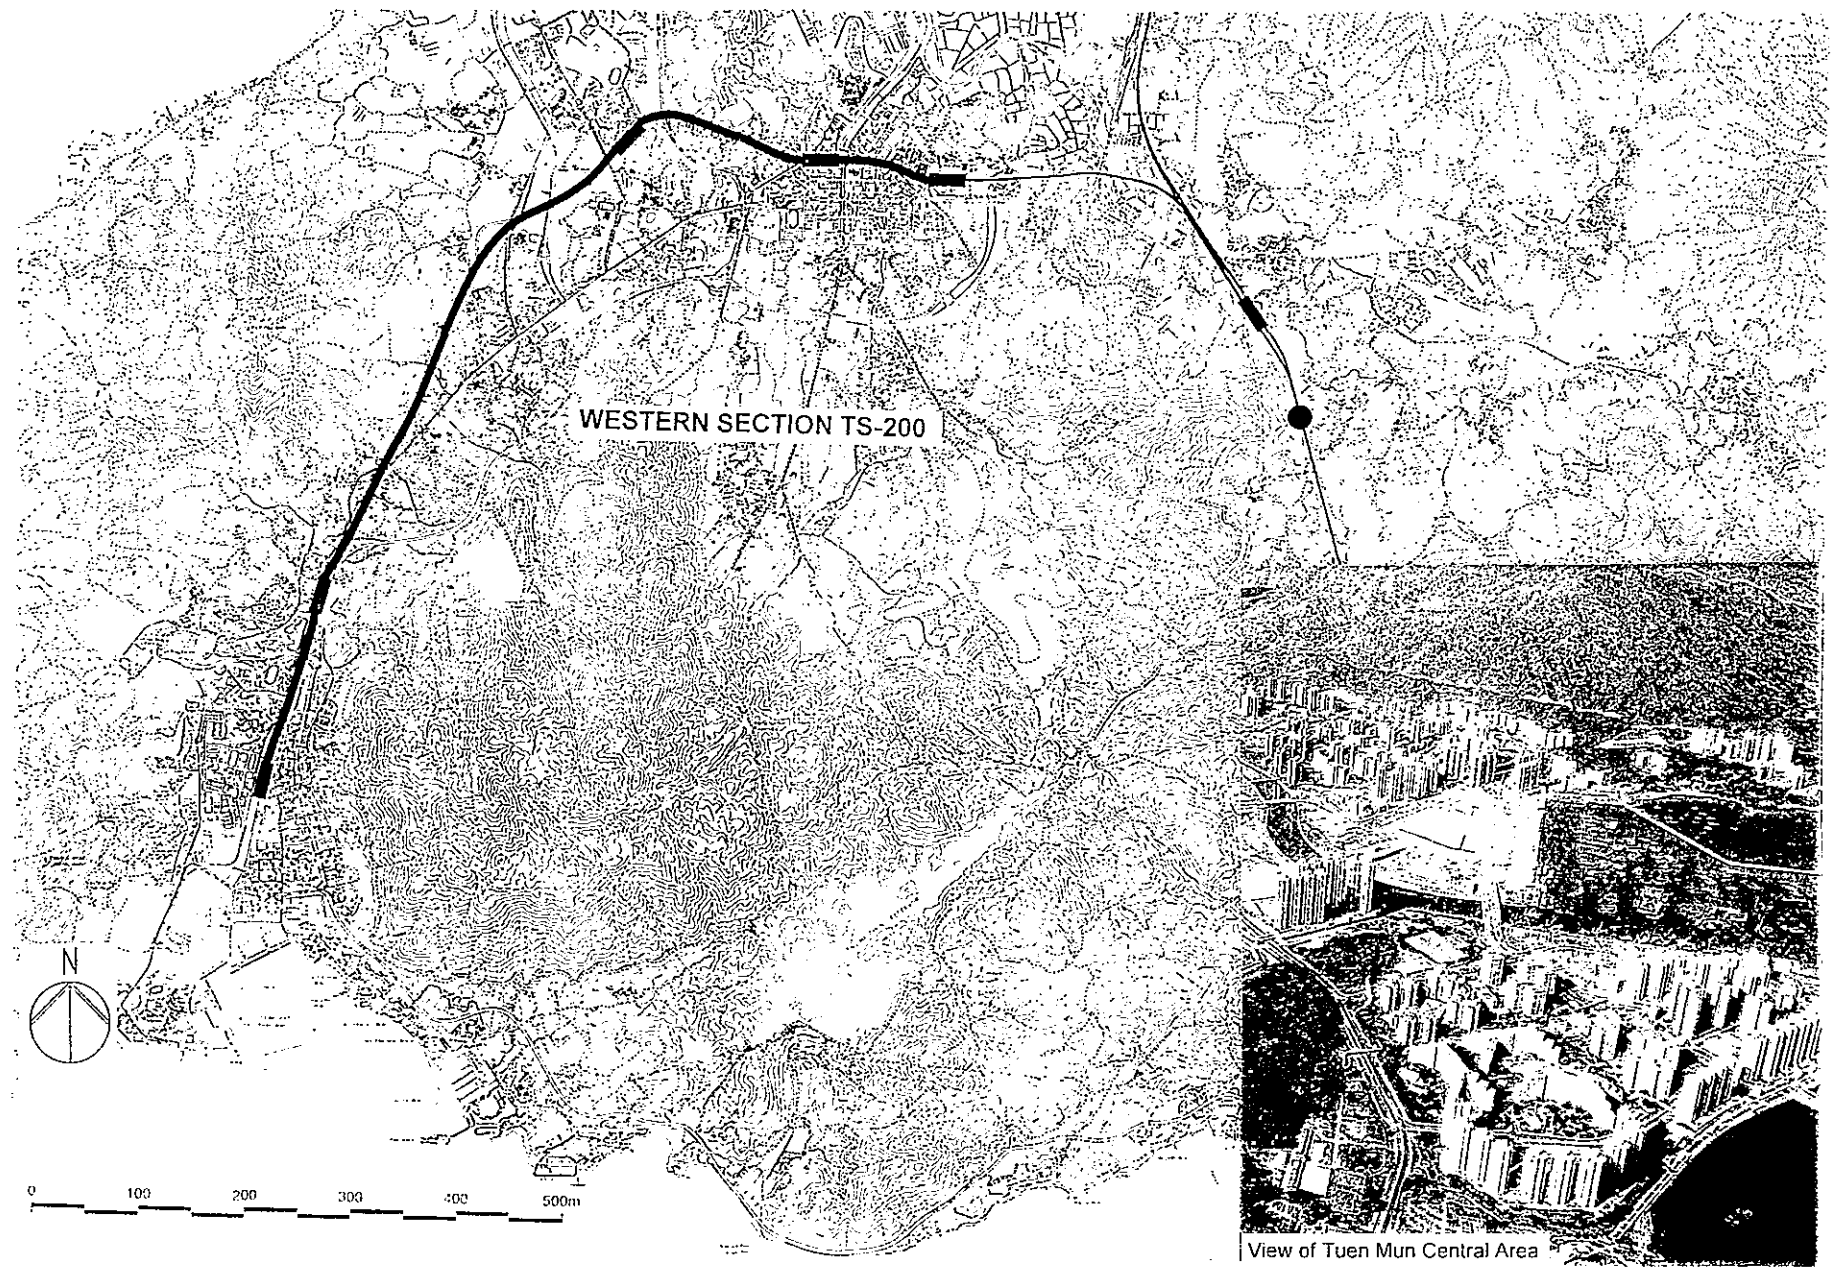 WESTERN SECTION TS-200
N
0 100 200 300 400 500m
View of Tuen Mun Central Area